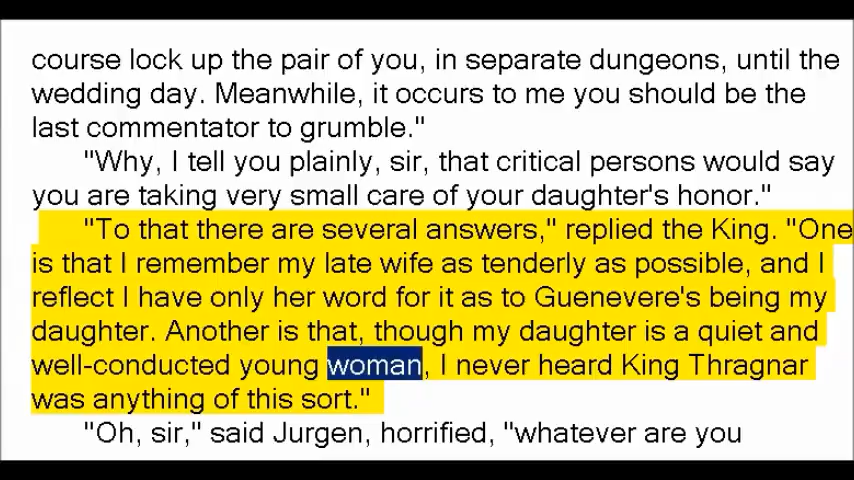 course lock up the pair of you, in separate dungeons, until the
wedding day. Meanwhile, it occurs to me you should be the
last commentator to grumble."
"Why, I tell you plainly, sir, that critical persons would say
you are taking very small care of your daughter's honor."
"To that there are several answers," replied the King. "One
is that I remember my late wife as tenderly as possible, and I
reflect I have only her word for it as to Guenevere's being my
daughter. Another is that, though my daughter is a quiet and
well-conducted young woman, I never heard King Thragnar
was anything of this sort."
"Oh, sir," said Jurgen, horrified, "whatever are you